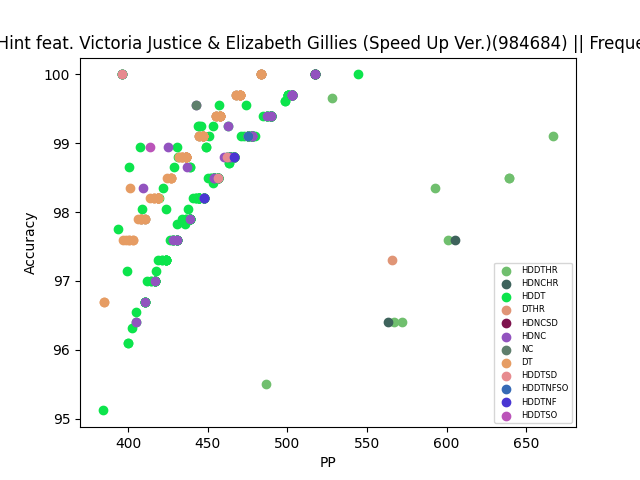 Hint feat. Victoria Justice & Elizabeth Gillies (Speed Up Ver.)(984684) || Freque
100
99
98
97
96
95
Accuracy
400
450
500
550
600
650
PP
HDDTHR
HDNCHR
HDDT
DTHR
HDNCSD
HDNC
NC
DT
HDDTSD
HDDTNFSO
HDDTNF
HDDTSO